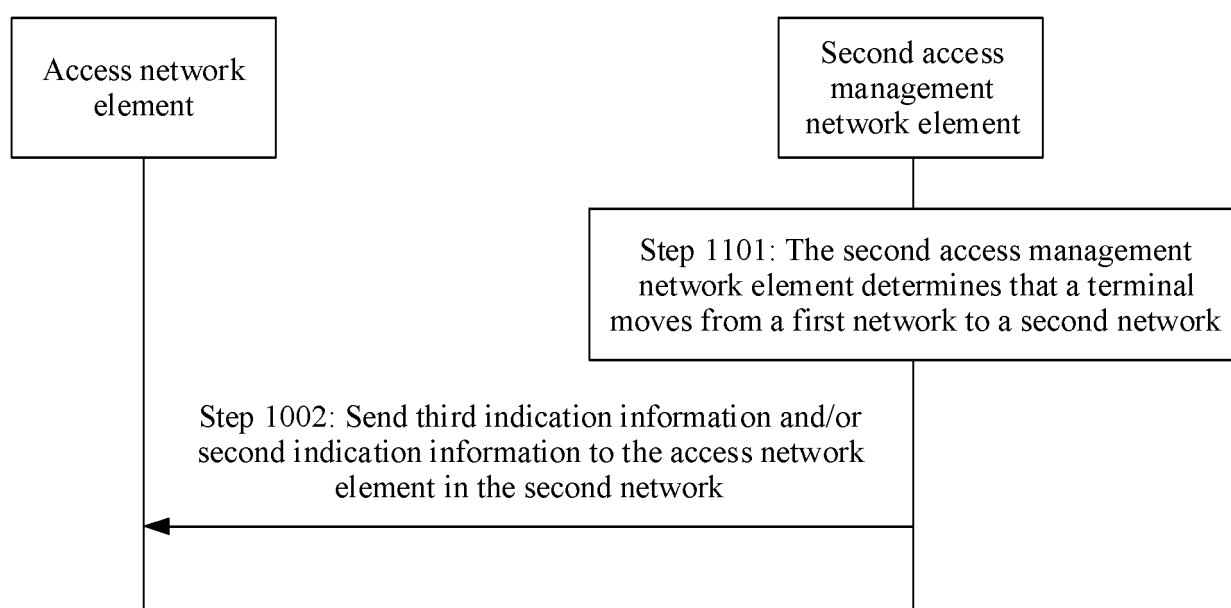 Access network
element
Second access
management
network element
Step 1101: The second access management
network element determines that a terminal
moves from a first network to a second network
Step 1002: Send third indication information and/or
second indication information to the access network
element in the second network